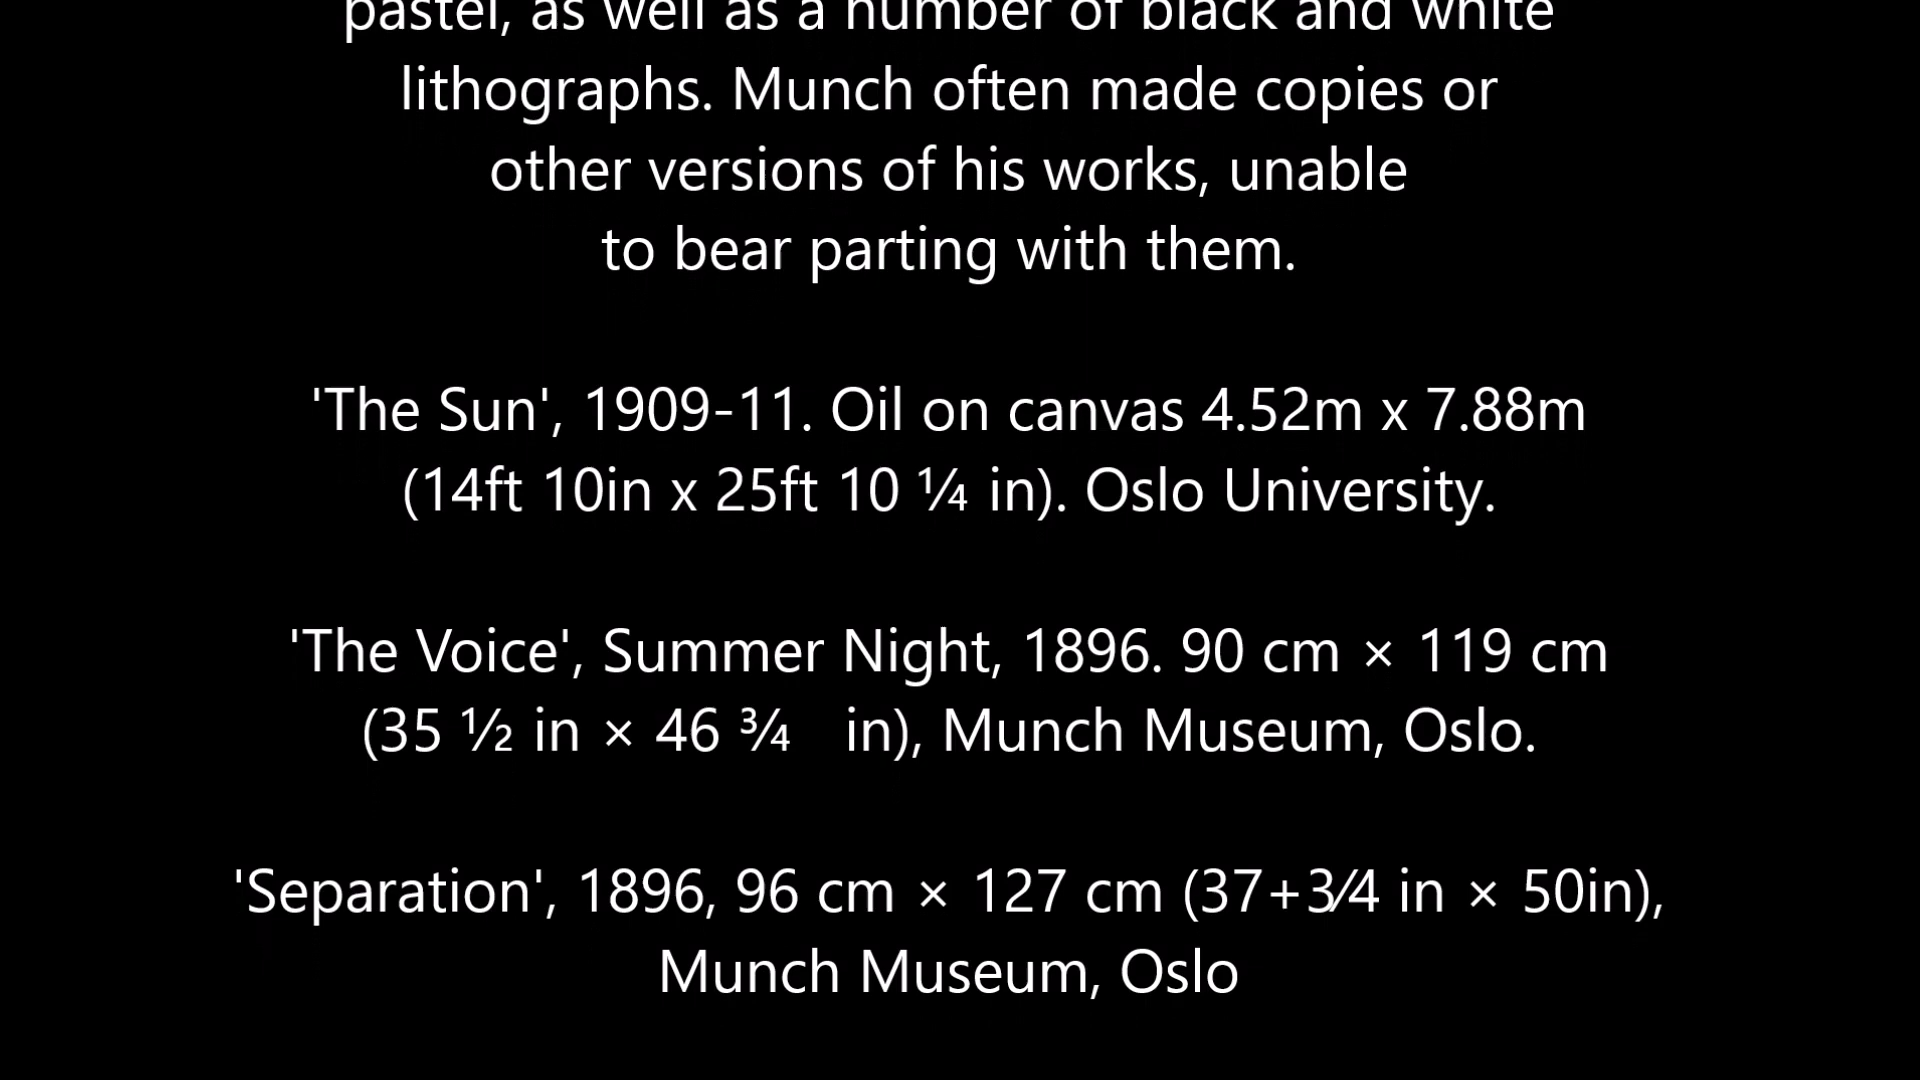 pastel, as well as a number of black and white
lithographs. Munch often made copies or
other versions of his works, unable
to bear parting with them.
'The Sun', 1909-11. Oil on canvas 4.52m x 7.88m
(14ft 10in x 25ft 10 ¼ in). Oslo University.
'The Voice', Summer Night, 1896. 90 cm × 119 cm
(35 ½ in × 46 ¾ in), Munch Museum, Oslo.
'Separation', 1896, 96 cm × 127 cm (37+3⁄4 in × 50in),
Munch Museum, Oslo